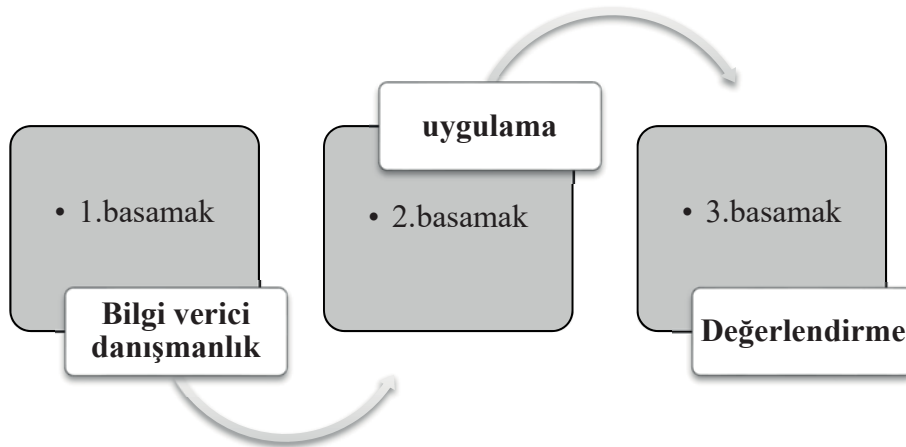 • 1.basamak
Bilgi verici
danışmanlık
uygulama
• 2.basamak
• 3.basamak
Değerlendirme